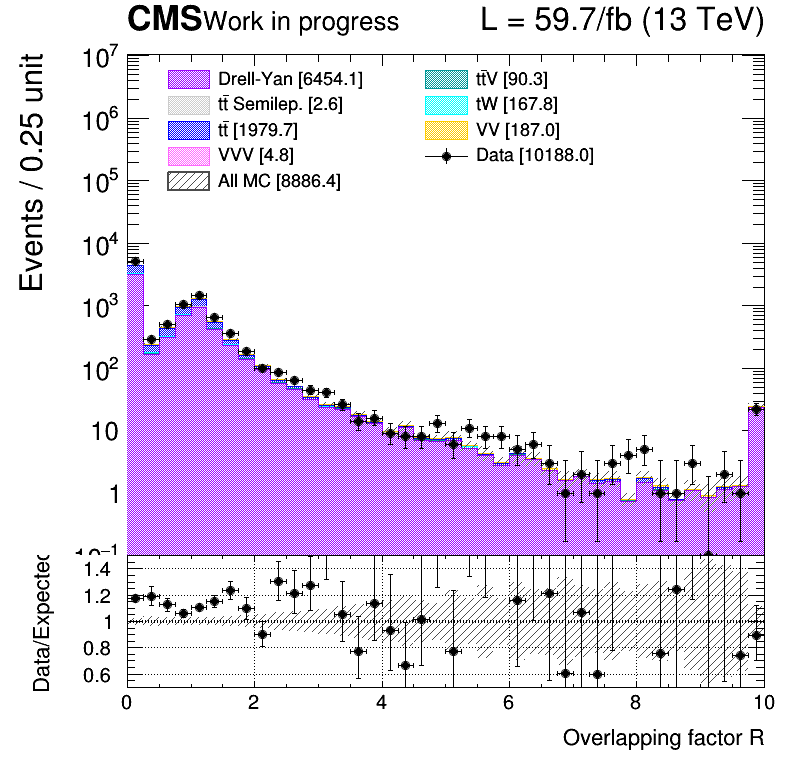 CMS Work in progress L = 59.7/fb (13 TeV)
Events / 0.25 unit
10⁷
10⁶
10⁵
10⁴
10³
10²
10
1
10⁻¹
Drell-Yan [6454.1]
tt̄ Semilep. [2.6]
tt̄ [1979.7]
VVV [4.8]
All MC [8886.4]
tt̄V [90.3]
tW [167.8]
VV [187.0]
Data [10188.0]
Data/Expected
1.4
1.2
1
0.8
0.6
0 2 4 6 8 10
Overlapping factor R